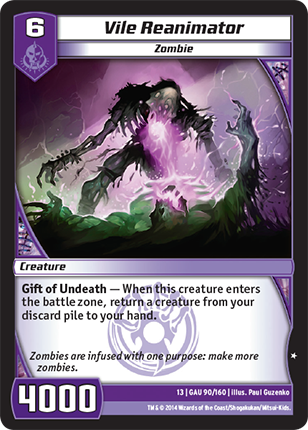 6
Vile Reanimator
Zombie
Creature
Gift of Undeath — When this creature enters
the battle zone, return a creature from your
discard pile to your hand.
Zombies are infused with one purpose: make more
zombies.
13 | GAU 90/160 | illus. Paul Guzenko
4000
TM & © 2014 Wizards of the Coast/Shogakukan/Mitsui-Kids.